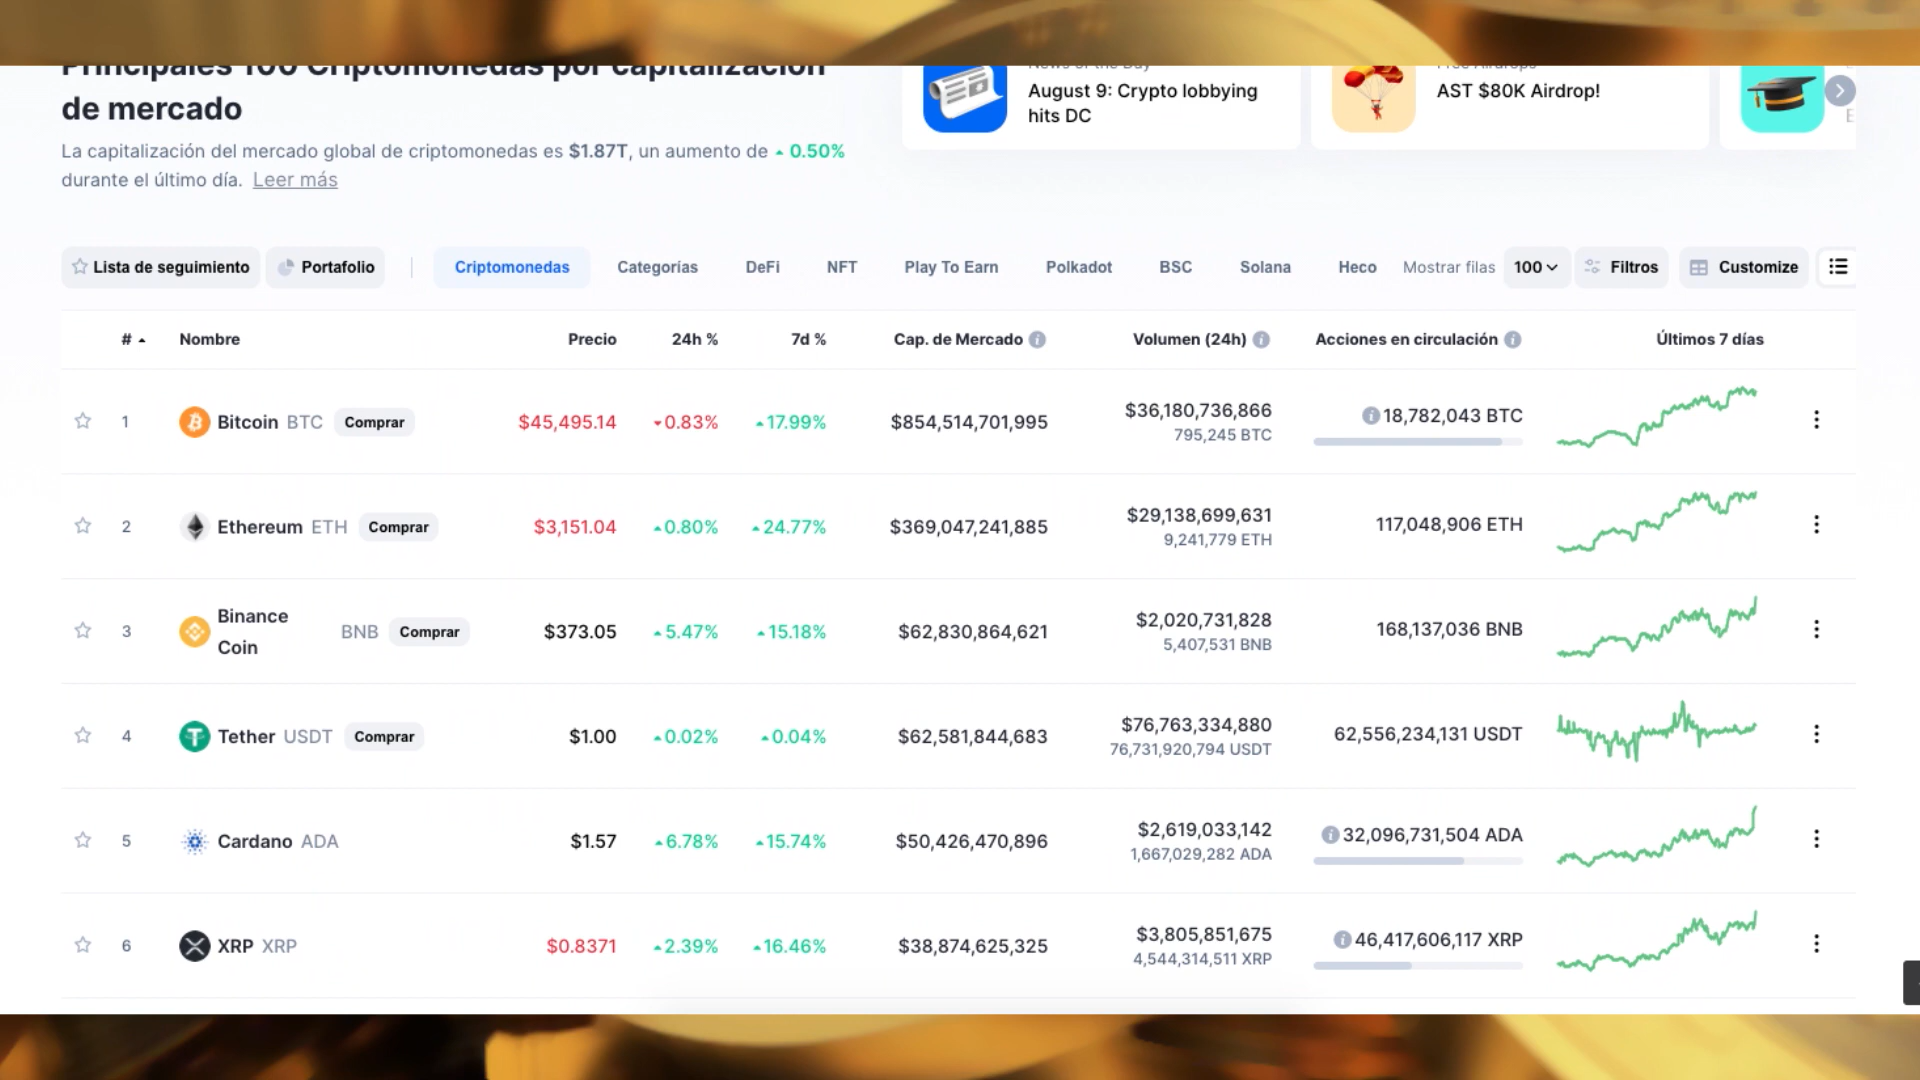 Principales 100 Criptomonedas por capitalización
de mercado
La capitalización del mercado global de criptomonedas es $1.87T, un aumento de 0.50%
durante el último día. Leer más
News of the Day
August 9: Crypto lobbying
hits DC
Free Airdrops
AST $80K Airdrop!
E
Lista de seguimiento Portafolio Criptomonedas Categorías DeFi NFT Play To Earn Polkadot BSC Solana Heco Mostrar filas 100 Filtros Customize
# Nombre Precio 24h % 7d % Cap. de Mercado Volumen (24h) Acciones en circulación Últimos 7 días
1 Bitcoin BTC Comprar $45,495.14 0.83% 17.99% $854,514,701,995 $36,180,736,866 18,782,043 BTC
795,245 BTC
2 Ethereum ETH Comprar $3,151.04 0.80% 24.77% $369,047,241,885 $29,138,699,631 117,048,906 ETH
9,241,779 ETH
3 Binance Coin BNB Comprar $373.05 5.47% 15.18% $62,830,864,621 $2,020,731,828 168,137,036 BNB
5,407,531 BNB
4 Tether USDT Comprar $1.00 0.02% 0.04% $62,581,844,683 $76,763,334,880 62,556,234,131 USDT
76,731,920,794 USDT
5 Cardano ADA $1.57 6.78% 15.74% $50,426,470,896 $2,619,033,142 32,096,731,504 ADA
1,667,029,282 ADA
6 XRP XRP $0.8371 2.39% 16.46% $38,874,625,325 $3,805,851,675 46,417,606,117 XRP
4,544,314,511 XRP